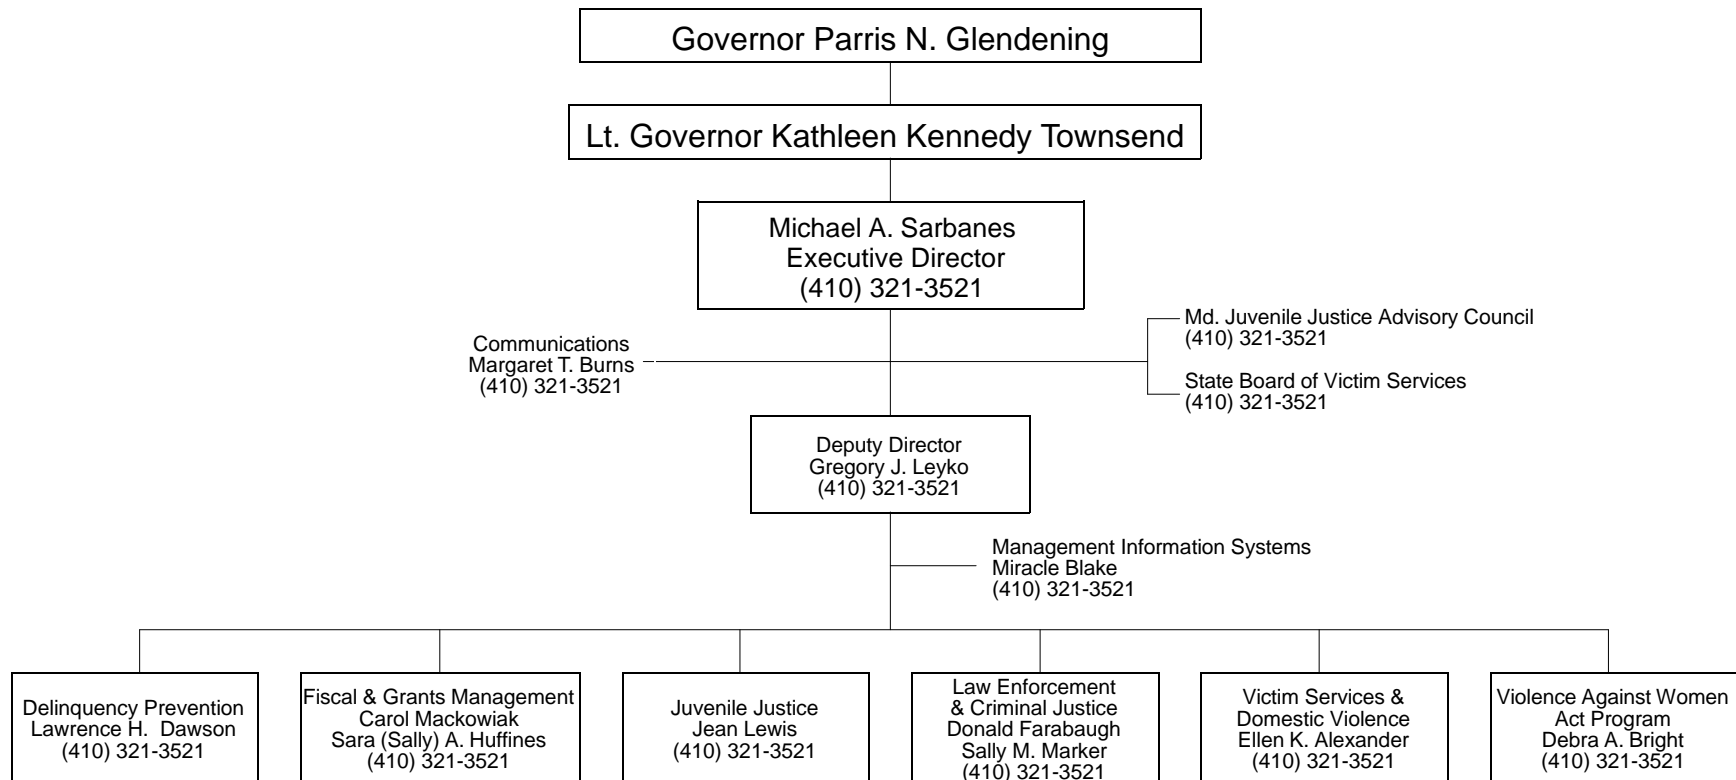 Governor Parris N. Glendening
Lt. Governor Kathleen Kennedy Townsend
Michael A. Sarbanes
Executive Director
(410) 321-3521
Communications
Margaret T. Burns
(410) 321-3521
Md. Juvenile Justice Advisory Council
(410) 321-3521
State Board of Victim Services
(410) 321-3521
Deputy Director
Gregory J. Leyko
(410) 321-3521
Management Information Systems
Miracle Blake
(410) 321-3521
Delinquency Prevention
Lawrence H. Dawson
(410) 321-3521
Fiscal & Grants Management
Carol Mackowiak
Sara (Sally) A. Huffines
(410) 321-3521
Juvenile Justice
Jean Lewis
(410) 321-3521
Law Enforcement
& Criminal Justice
Donald Farabaugh
Sally M. Marker
(410) 321-3521
Victim Services &
Domestic Violence
Ellen K. Alexander
(410) 321-3521
Violence Against Women
Act Program
Debra A. Bright
(410) 321-3521